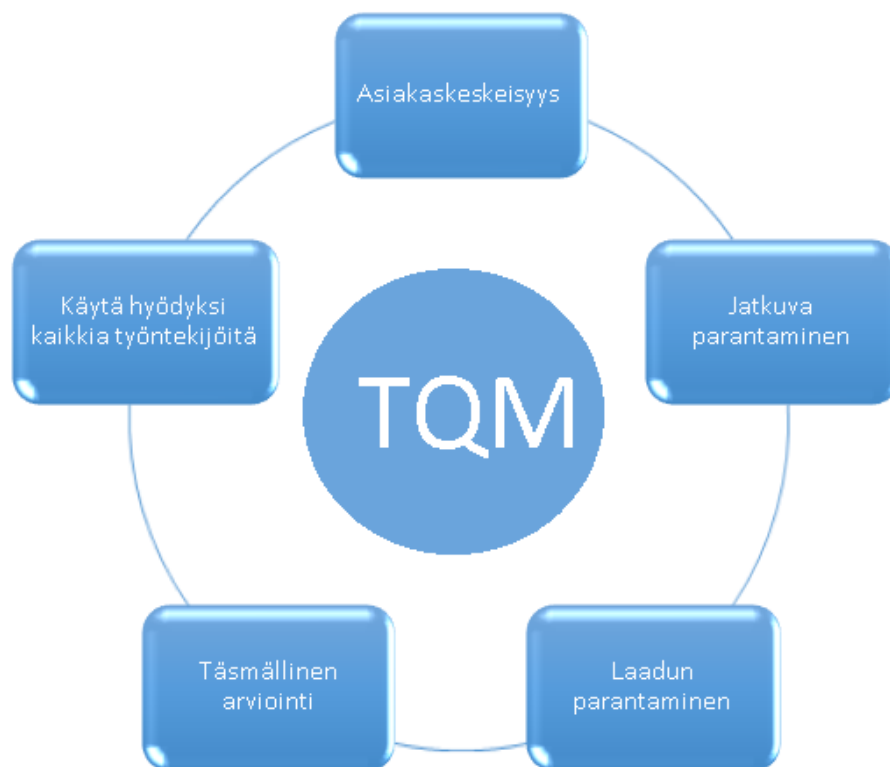 Asiakaskeskeisyys
Jatkuva
parantaminen
Laadun
parantaminen
Täsmällinen
arviointi
Käytä hyödyksi
kaikkia työntekijöitä
TQM